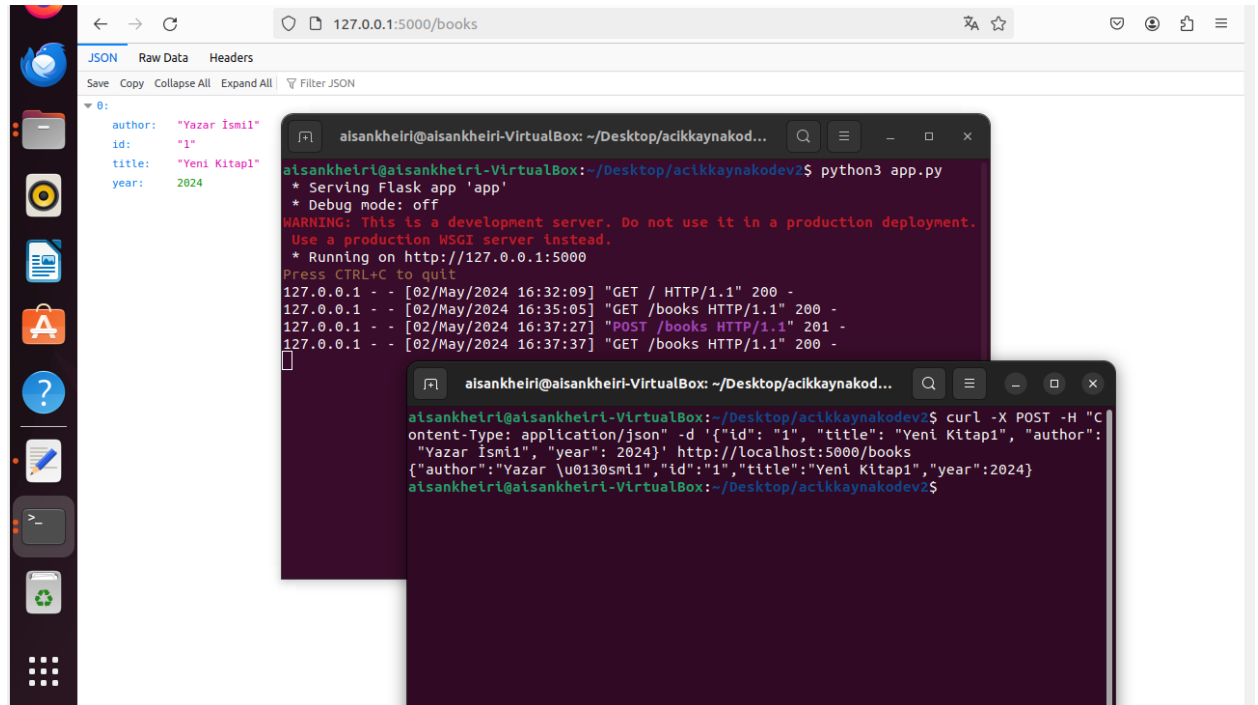 127.0.0.1:5000/books
JSON Raw Data Headers
Save Copy Collapse All Expand All Filter JSON
0:
author: "Yazar İsmi1"
id: "1"
title: "Yeni Kitap1"
year: 2024
aisankheiri@aisankheiri-VirtualBox: ~/Desktop/acikkaynakod...
aisankheiri@aisankheiri-VirtualBox:~/Desktop/acikkaynakodev2$ python3 app.py
* Serving Flask app 'app'
* Debug mode: off
WARNING: This is a development server. Do not use it in a production deployment.
Use a production WSGI server instead.
* Running on http://127.0.0.1:5000
Press CTRL+C to quit
127.0.0.1 - - [02/May/2024 16:32:09] "GET / HTTP/1.1" 200 -
127.0.0.1 - - [02/May/2024 16:35:05] "GET /books HTTP/1.1" 200 -
127.0.0.1 - - [02/May/2024 16:37:27] "POST /books HTTP/1.1" 201 -
127.0.0.1 - - [02/May/2024 16:37:37] "GET /books HTTP/1.1" 200 -
aisankheiri@aisankheiri-VirtualBox: ~/Desktop/acikkaynakod...
aisankheiri@aisankheiri-VirtualBox:~/Desktop/acikkaynakodev2$ curl -X POST -H "C
ontent-Type: application/json" -d '{"id": "1", "title": "Yeni Kitap1", "author":
"Yazar İsmi1", "year": 2024}' http://localhost:5000/books
{"author":"Yazar \u0130smi1","id":"1","title":"Yeni Kitap1","year":2024}
aisankheiri@aisankheiri-VirtualBox:~/Desktop/acikkaynakodev2$